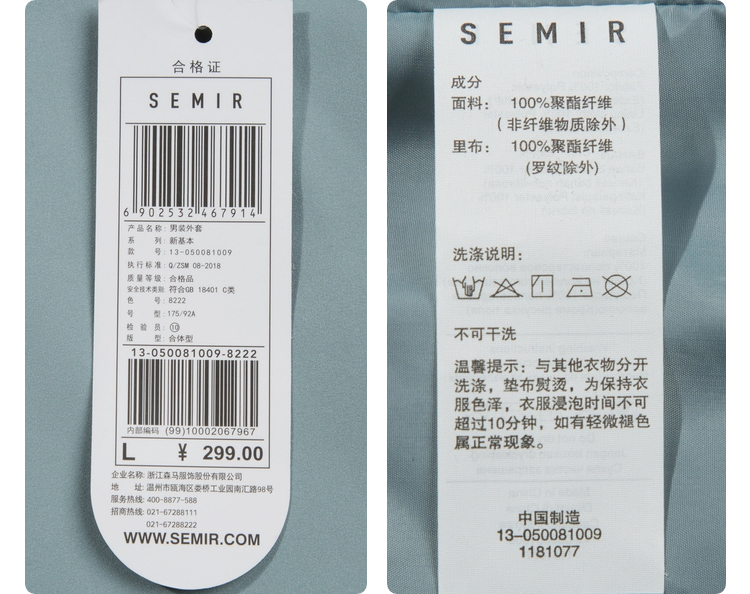 合格证
SEMIR
6 902532 467914
产品名称: 男装外套
系 列: 新基本
款 号: 13-050081009
执行标准: Q/ZSM 08-2018
质量等级: 合格品
安全技术类别: 符合GB 18401 C类
色 号: 8222
号 型: 175/92A
检 验 员: ⑩
版 型: 合体型
13-050081009-8222
内部编码 (99)10002067967
L ¥ 299.00
企业名称: 浙江森马服饰股份有限公司
地 址: 温州市瓯海区娄桥工业园南汇路98号
服务热线: 400-8877-588
招商热线: 021-67288111
021-67288222
WWW.SEMIR.COM
SEMIR
成分
面料: 100%聚酯纤维
(非纤维物质除外)
里布: 100%聚酯纤维
(罗纹除外)
洗涤说明:
不可干洗
温馨提示: 与其他衣物分开
洗涤,垫布熨烫,为保持衣
服色泽,衣服浸泡时间不可
超过10分钟,如有轻微褪色
属正常现象。
中国制造
13-050081009
1181077